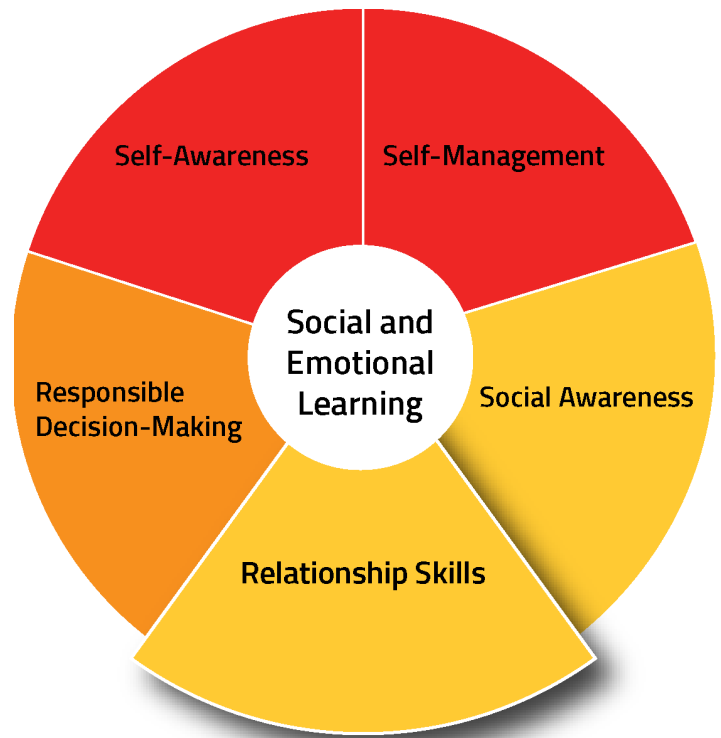 Self-Awareness
Self-Management
Social and
Emotional
Learning
Responsible
Decision-Making
Social Awareness
Relationship Skills